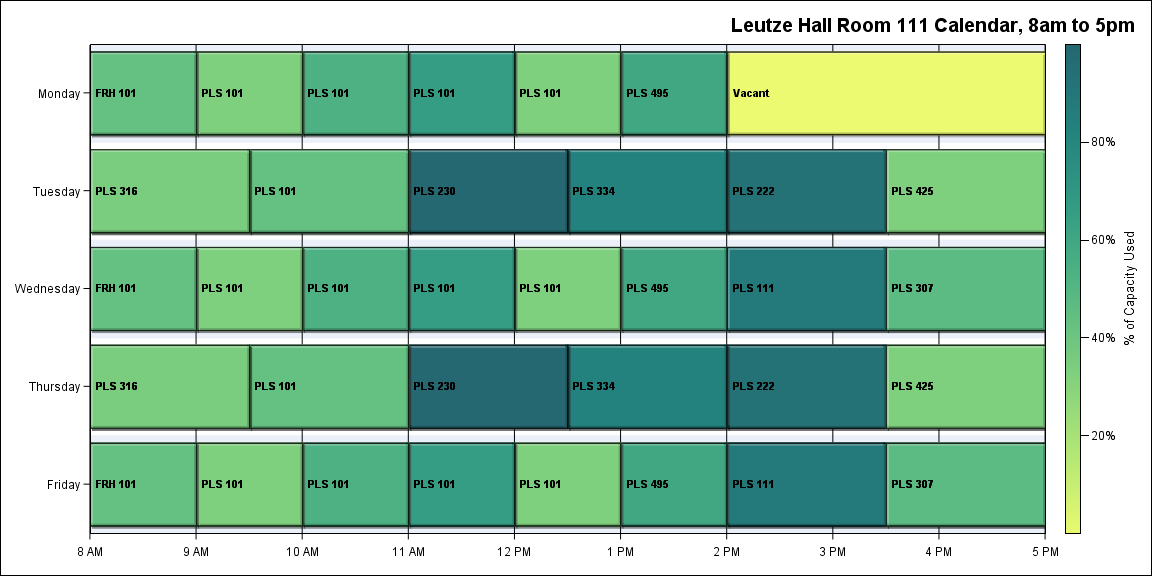 Leutze Hall Room 111 Calendar, 8am to 5pm
Monday
FRH 101
PLS 101
PLS 101
PLS 101
PLS 101
PLS 495
Vacant
Tuesday
PLS 316
PLS 101
PLS 230
PLS 334
PLS 222
PLS 425
Wednesday
FRH 101
PLS 101
PLS 101
PLS 101
PLS 101
PLS 495
PLS 111
PLS 307
Thursday
PLS 316
PLS 101
PLS 230
PLS 334
PLS 222
PLS 425
Friday
FRH 101
PLS 101
PLS 101
PLS 101
PLS 101
PLS 495
PLS 111
PLS 307
8 AM
9 AM
10 AM
11 AM
12 PM
1 PM
2 PM
3 PM
4 PM
5 PM
80%
60%
40%
20%
% of Capacity Used